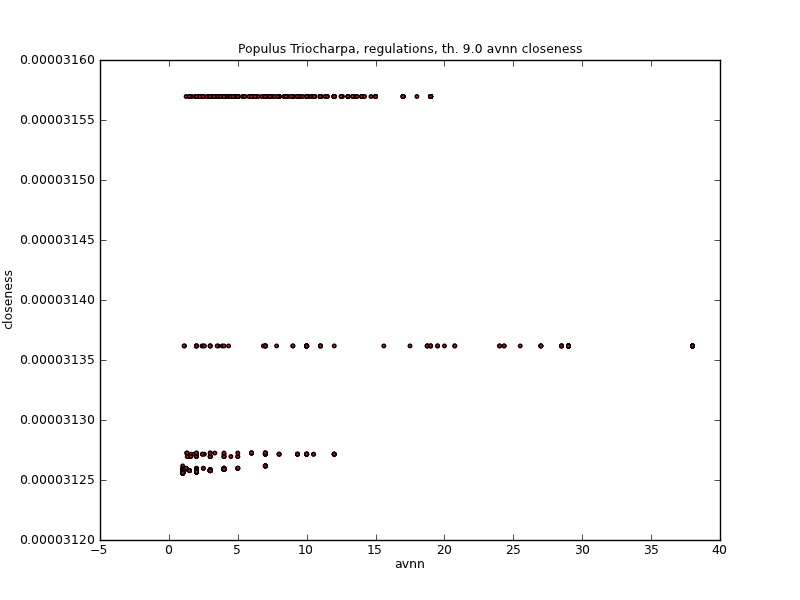 Populus Triocharpa, regulations, th. 9.0 avnn closeness
0.00003160
0.00003155
0.00003150
0.00003145
0.00003140
0.00003135
0.00003130
0.00003125
0.00003120
closeness
−5 0 5 10 15 20 25 30 35 40
avnn